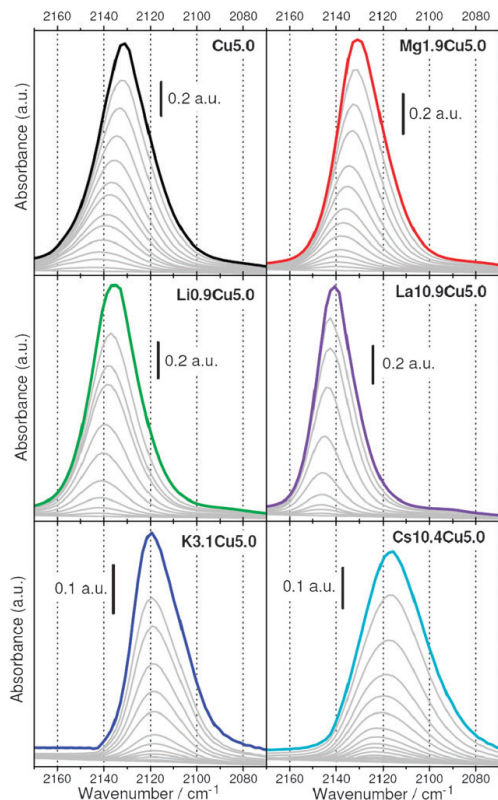 2160 2140 2120 2100 2080 2160 2140 2120 2100 2080
Cu5.0 Mg1.9Cu5.0
0.2 a.u. 0.2 a.u.
Absorbance (a.u.)
Li0.9Cu5.0 La10.9Cu5.0
0.2 a.u. 0.2 a.u.
Absorbance (a.u.)
K3.1Cu5.0 Cs10.4Cu5.0
0.1 a.u. 0.1 a.u.
Absorbance (a.u.)
2160 2140 2120 2100 2080 2160 2140 2120 2100 2080
Wavenumber / cm⁻¹ Wavenumber / cm⁻¹